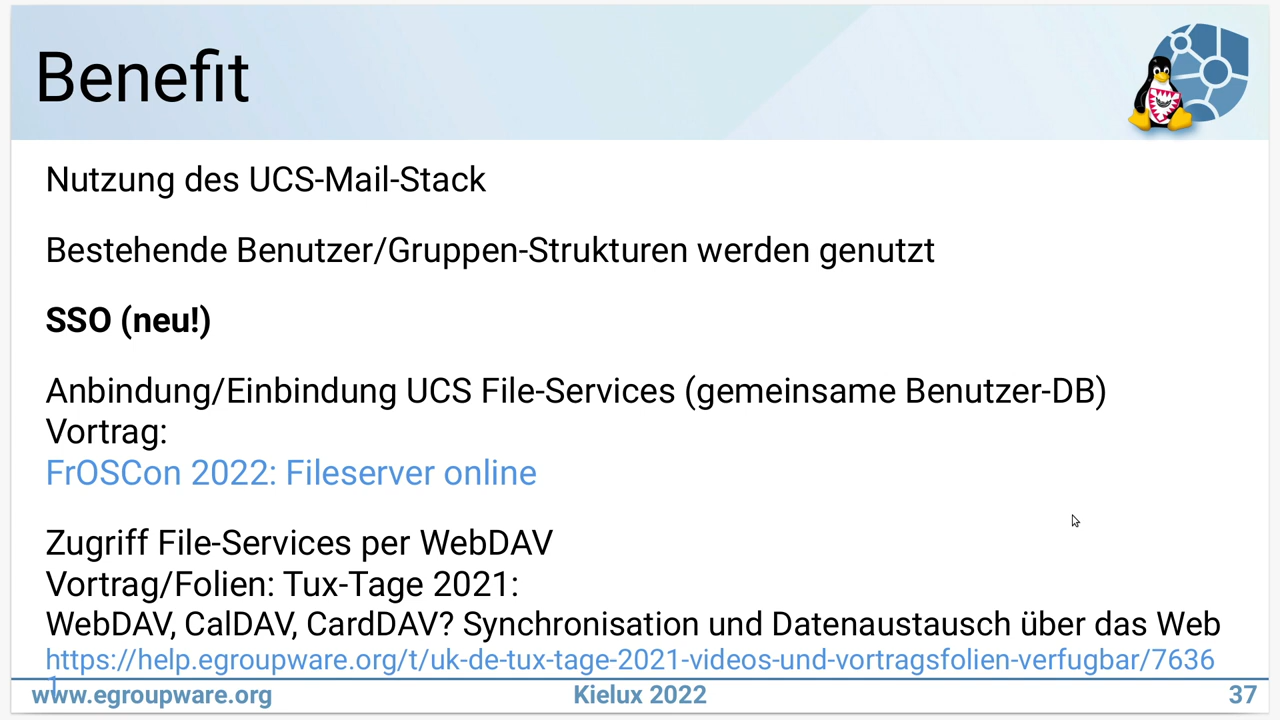 Benefit
Nutzung des UCS-Mail-Stack
Bestehende Benutzer/Gruppen-Strukturen werden genutzt
SSO (neu!)
Anbindung/Einbindung UCS File-Services (gemeinsame Benutzer-DB)
Vortrag:
FrOSCon 2022: Fileserver online
Zugriff File-Services per WebDAV
Vortrag/Folien: Tux-Tage 2021:
WebDAV, CalDAV, CardDAV? Synchronisation und Datenaustausch über das Web
https://help.egroupware.org/t/uk-de-tux-tage-2021-videos-und-vortragsfolien-verfugbar/7636
1
www.egroupware.org
Kielux 2022
37